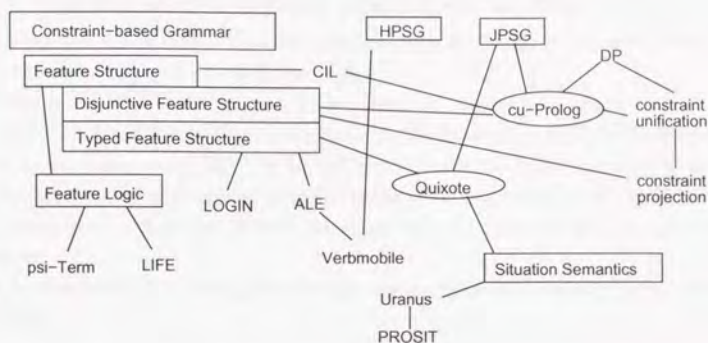 Constraint-based Grammar
HPSG
JPSG
Feature Structure
CIL
DP
Disjunctive Feature Structure
cu-Prolog
constraint
unification
Typed Feature Structure
Feature Logic
LOGIN
ALE
Quixote
constraint
projection
psi-Term
LIFE
Verbmobile
Situation Semantics
Uranus
PROSIT